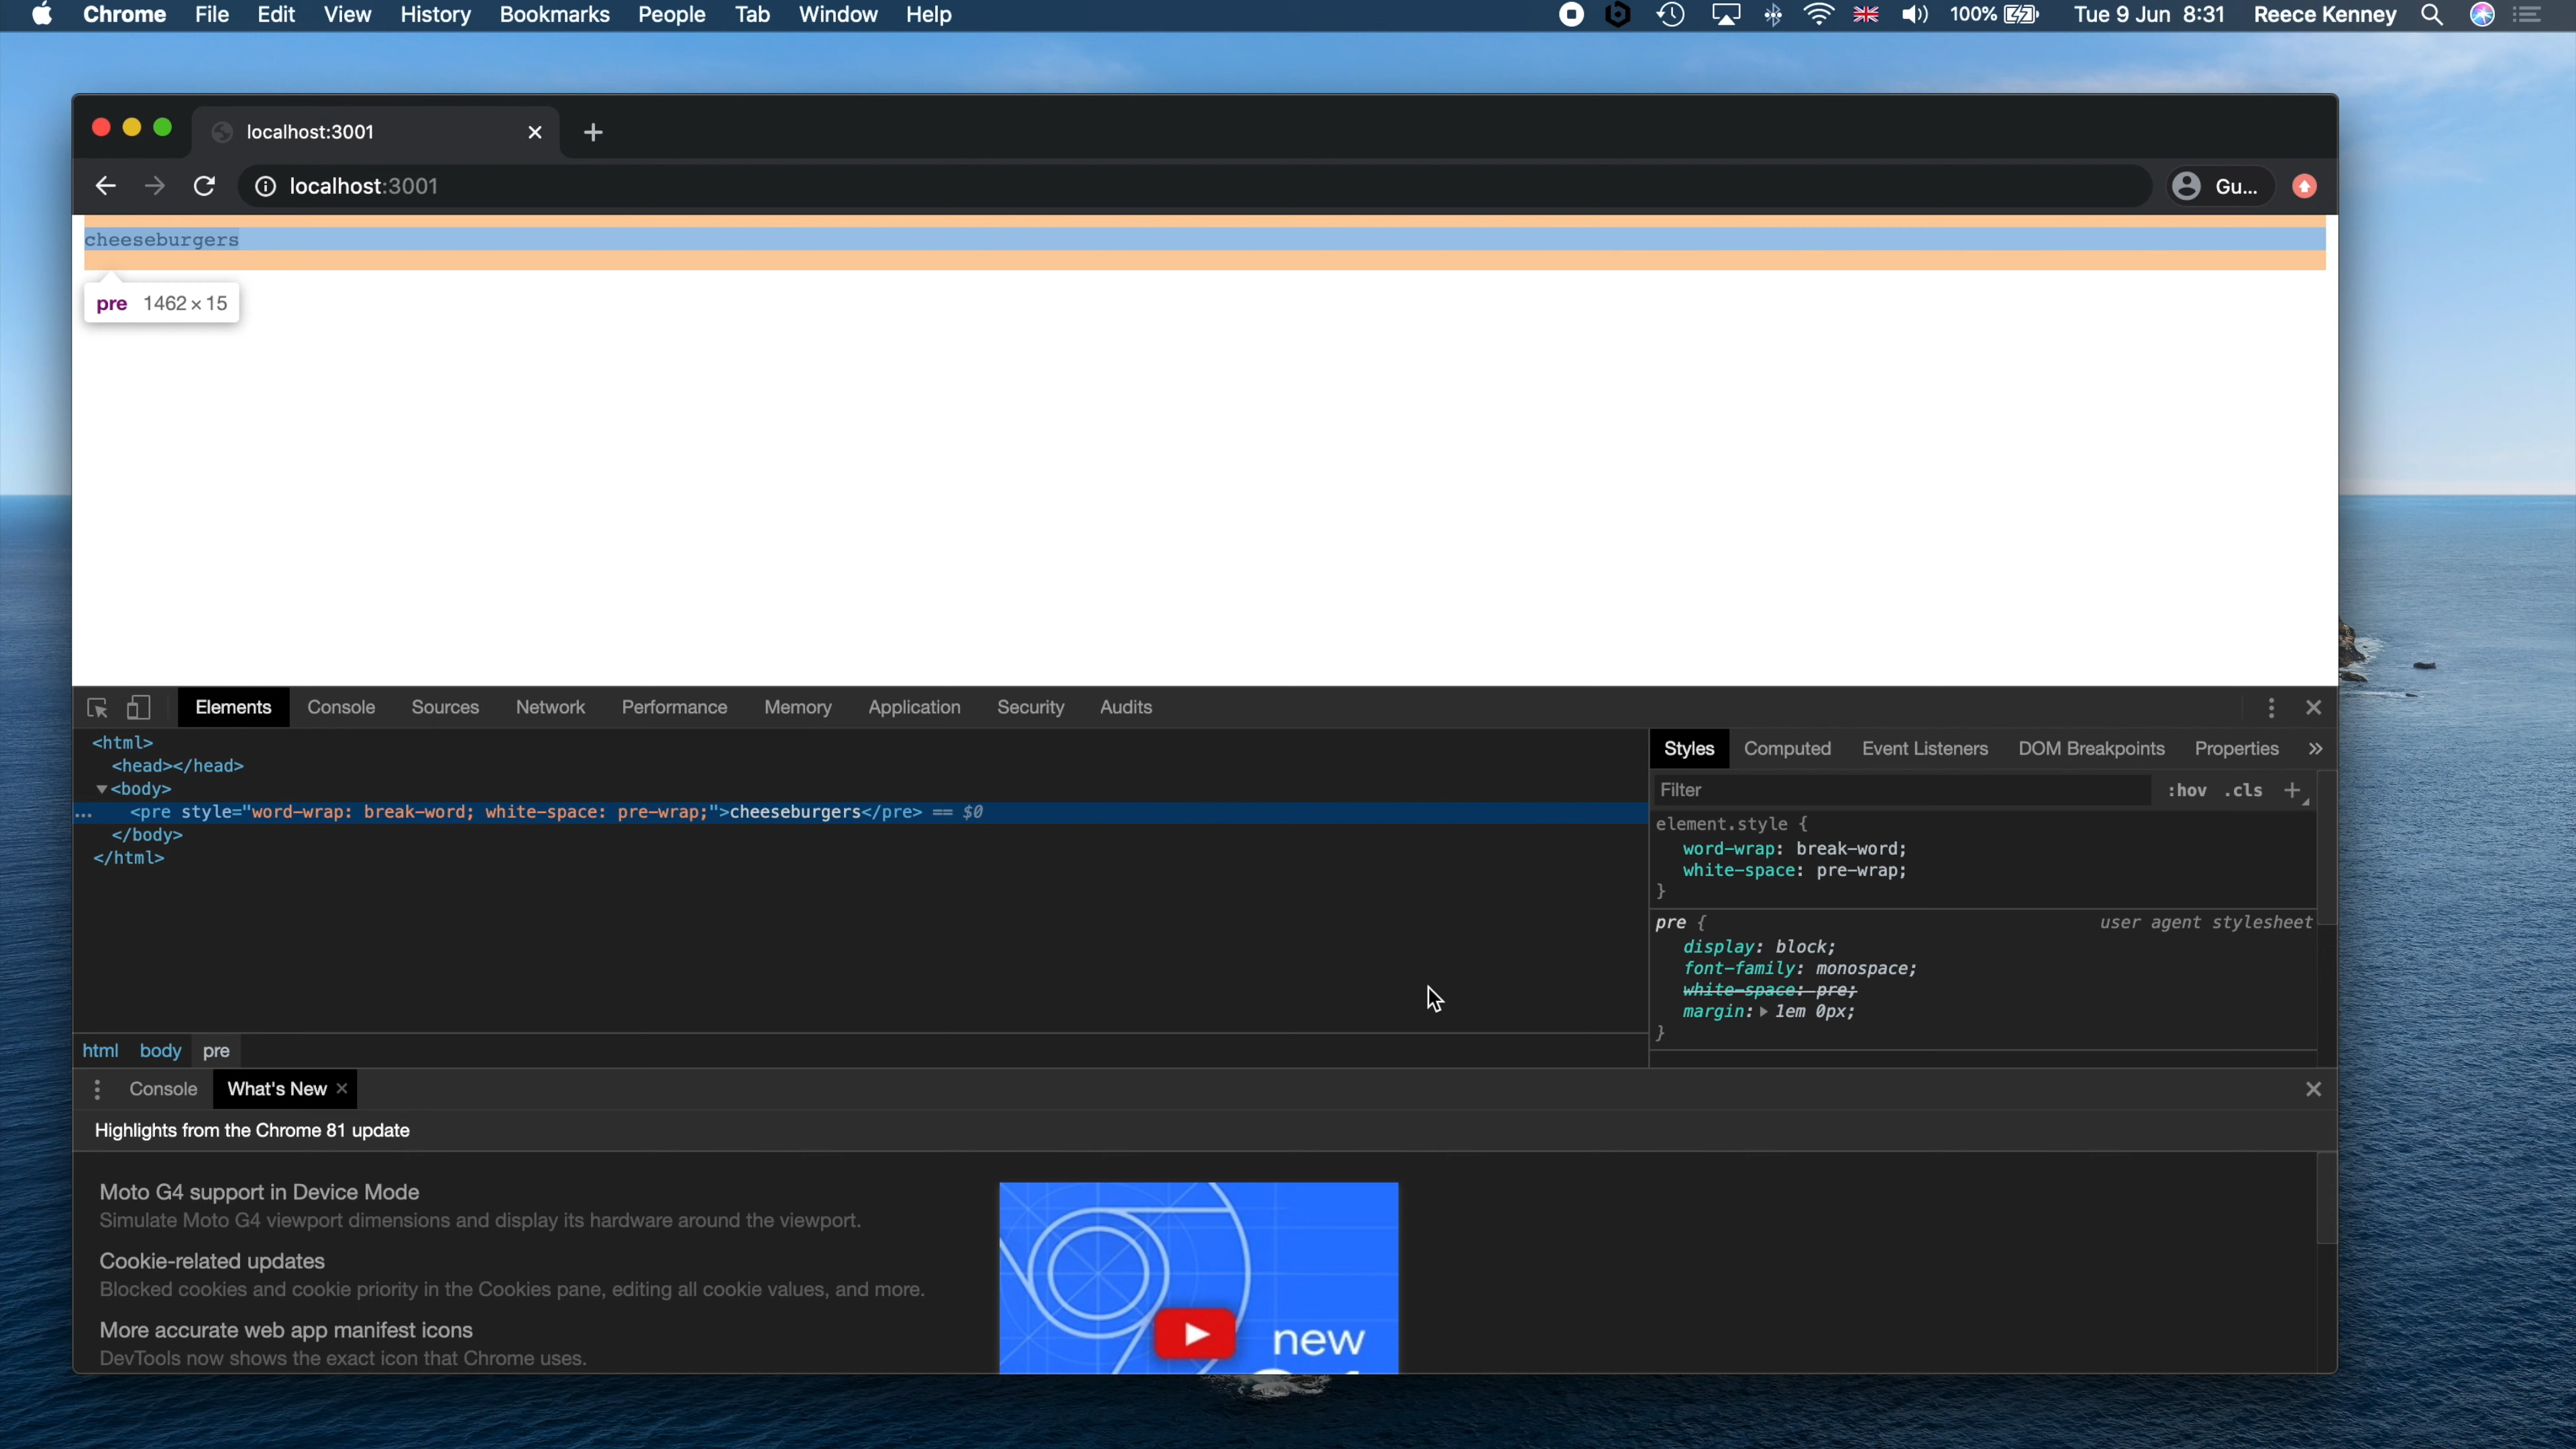 Chrome File Edit View History Bookmarks People Tab Window Help 100% Tue 9 Jun 8:31 Reece Kenney
localhost:3001
localhost:3001 Gu...
cheeseburgers
pre 1462 × 15
Elements Console Sources Network Performance Memory Application Security Audits
<html>
<head></head>
▼<body>
... <pre style="word-wrap: break-word; white-space: pre-wrap;">cheeseburgers</pre> == $0
</body>
</html>
html body pre
Styles Computed Event Listeners DOM Breakpoints Properties »
Filter :hov .cls +
element.style {
word-wrap: break-word;
white-space: pre-wrap;
}
pre { user agent stylesheet
display: block;
font-family: monospace;
white-space: pre;
margin:▶1em 0px;
}
Console What's New
Highlights from the Chrome 81 update
Moto G4 support in Device Mode
Simulate Moto G4 viewport dimensions and display its hardware around the viewport.
Cookie-related updates
Blocked cookies and cookie priority in the Cookies pane, editing all cookie values, and more.
More accurate web app manifest icons
DevTools now shows the exact icon that Chrome uses.
new